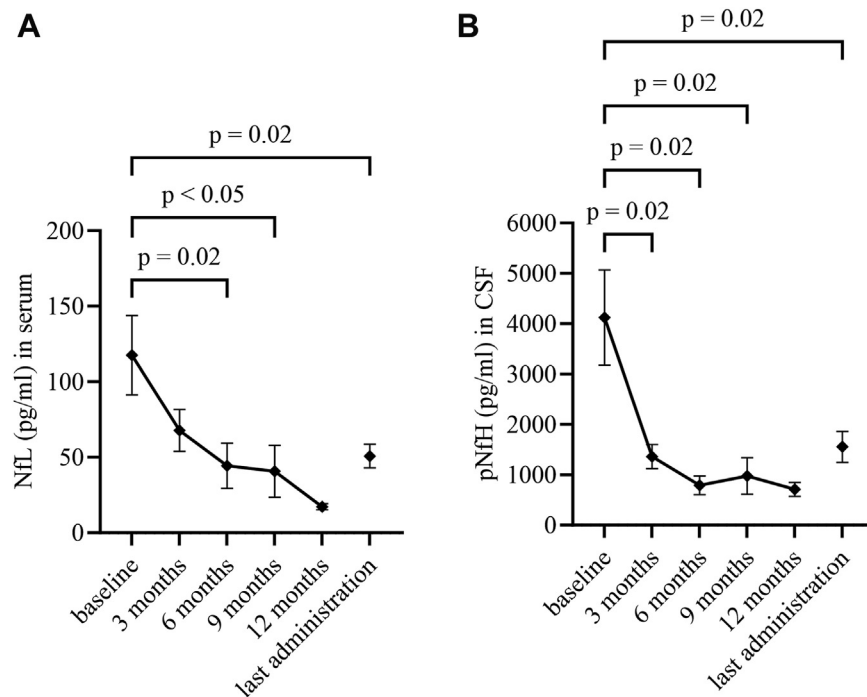 A
p = 0.02
p < 0.05
p = 0.02
200
150
100
50
0
NfL (pg/ml) in serum
baseline
3 months
6 months
9 months
12 months
last administration
B
p = 0.02
p = 0.02
p = 0.02
p = 0.02
6000
5000
4000
3000
2000
1000
0
pNfH (pg/ml) in CSF
baseline
3 months
6 months
9 months
12 months
last administration